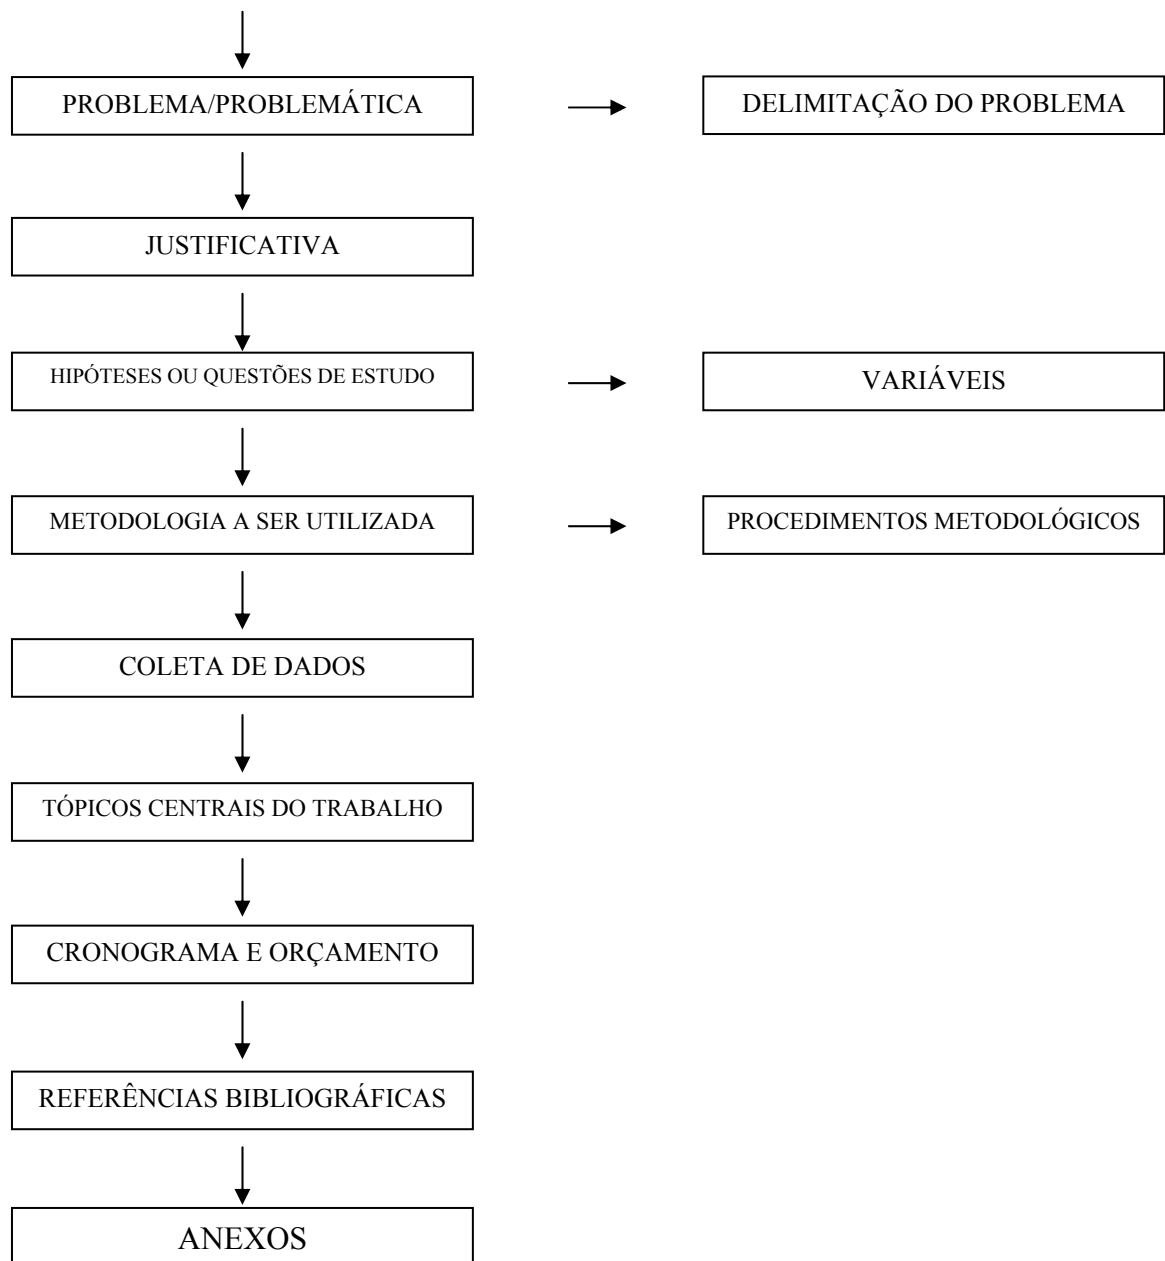 PROBLEMA/PROBLEMÁTICA
DELIMITAÇÃO DO PROBLEMA
JUSTIFICATIVA
HIPÓTESES OU QUESTÕES DE ESTUDO
VARIÁVEIS
METODOLOGIA A SER UTILIZADA
PROCEDIMENTOS METODOLÓGICOS
COLETA DE DADOS
TÓPICOS CENTRAIS DO TRABALHO
CRONOGRAMA E ORÇAMENTO
REFERÊNCIAS BIBLIOGRÁFICAS
ANEXOS